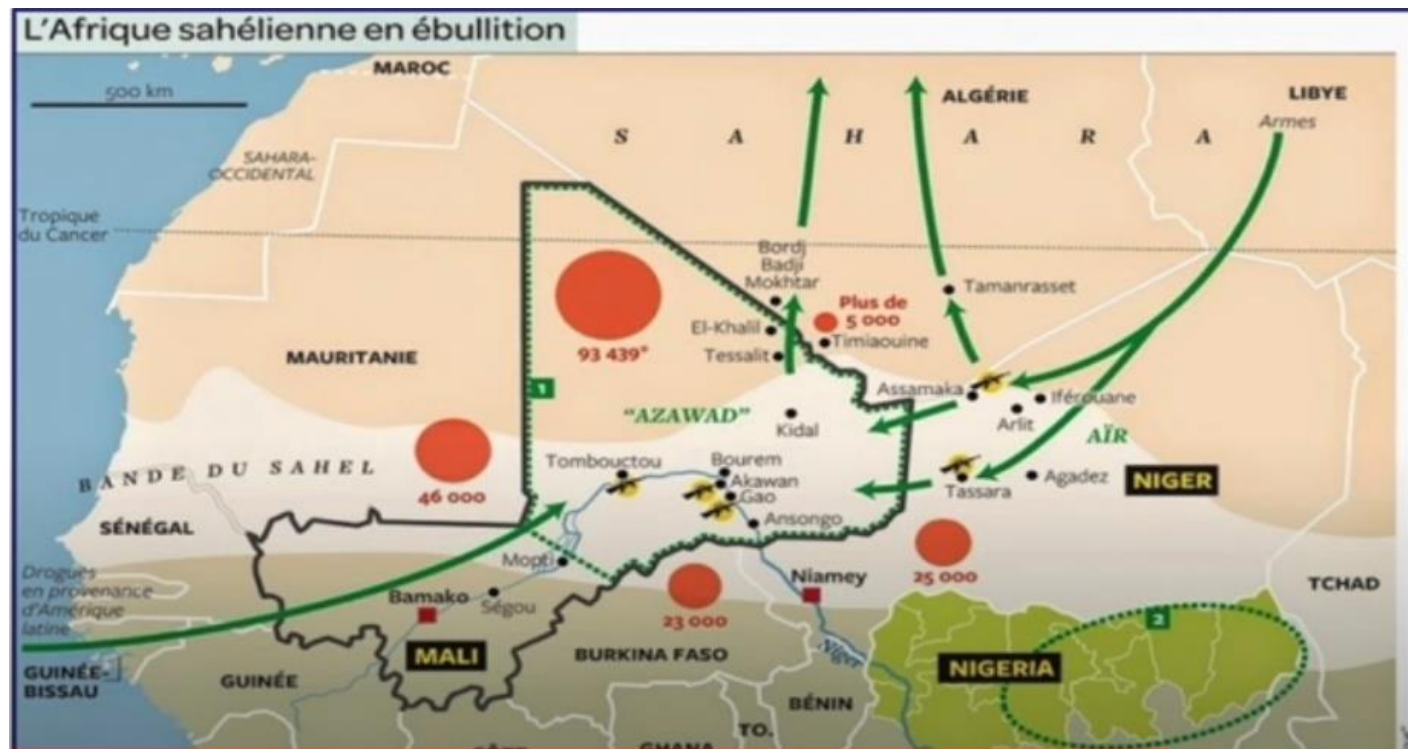 L'Afrique sahélienne en ébullition
MAROC
500 km
ALGÉRIE
LIBYE
Armes
S A H A R A
SAHARA-
OCCIDENTAL
Tropique
du Cancer
Bordj
Badji
Mokhtar
Tamanrasset
Plus de
5 000
El-Khalil
Timiaouine
93 439*
Tessalit
MAURITANIE
1
Assamaka
Iférouane
"AZAWAD"
Kidal
Arlit
AÏR
BANDE DU SAHEL
Tombouctou
Bourem
Akawan
Gao
Agadez
NIGER
Tassara
46 000
Ansongo
SÉNÉGAL
Mopti
Niamey
25 000
TCHAD
Drogues
en provenance
d'Amérique
latine
Bamako
Ségou
23 000
2
MALI
BURKINA FASO
Niger
NIGERIA
GUINÉE-
BISSAU
GUINÉE
BÉNIN
TO.
CÔTE
GHANA